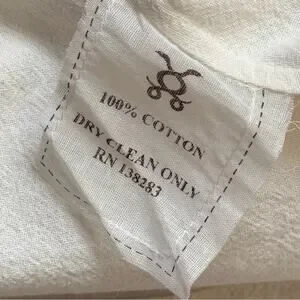 100% COTTON
DRY CLEAN ONLY
RN 138283